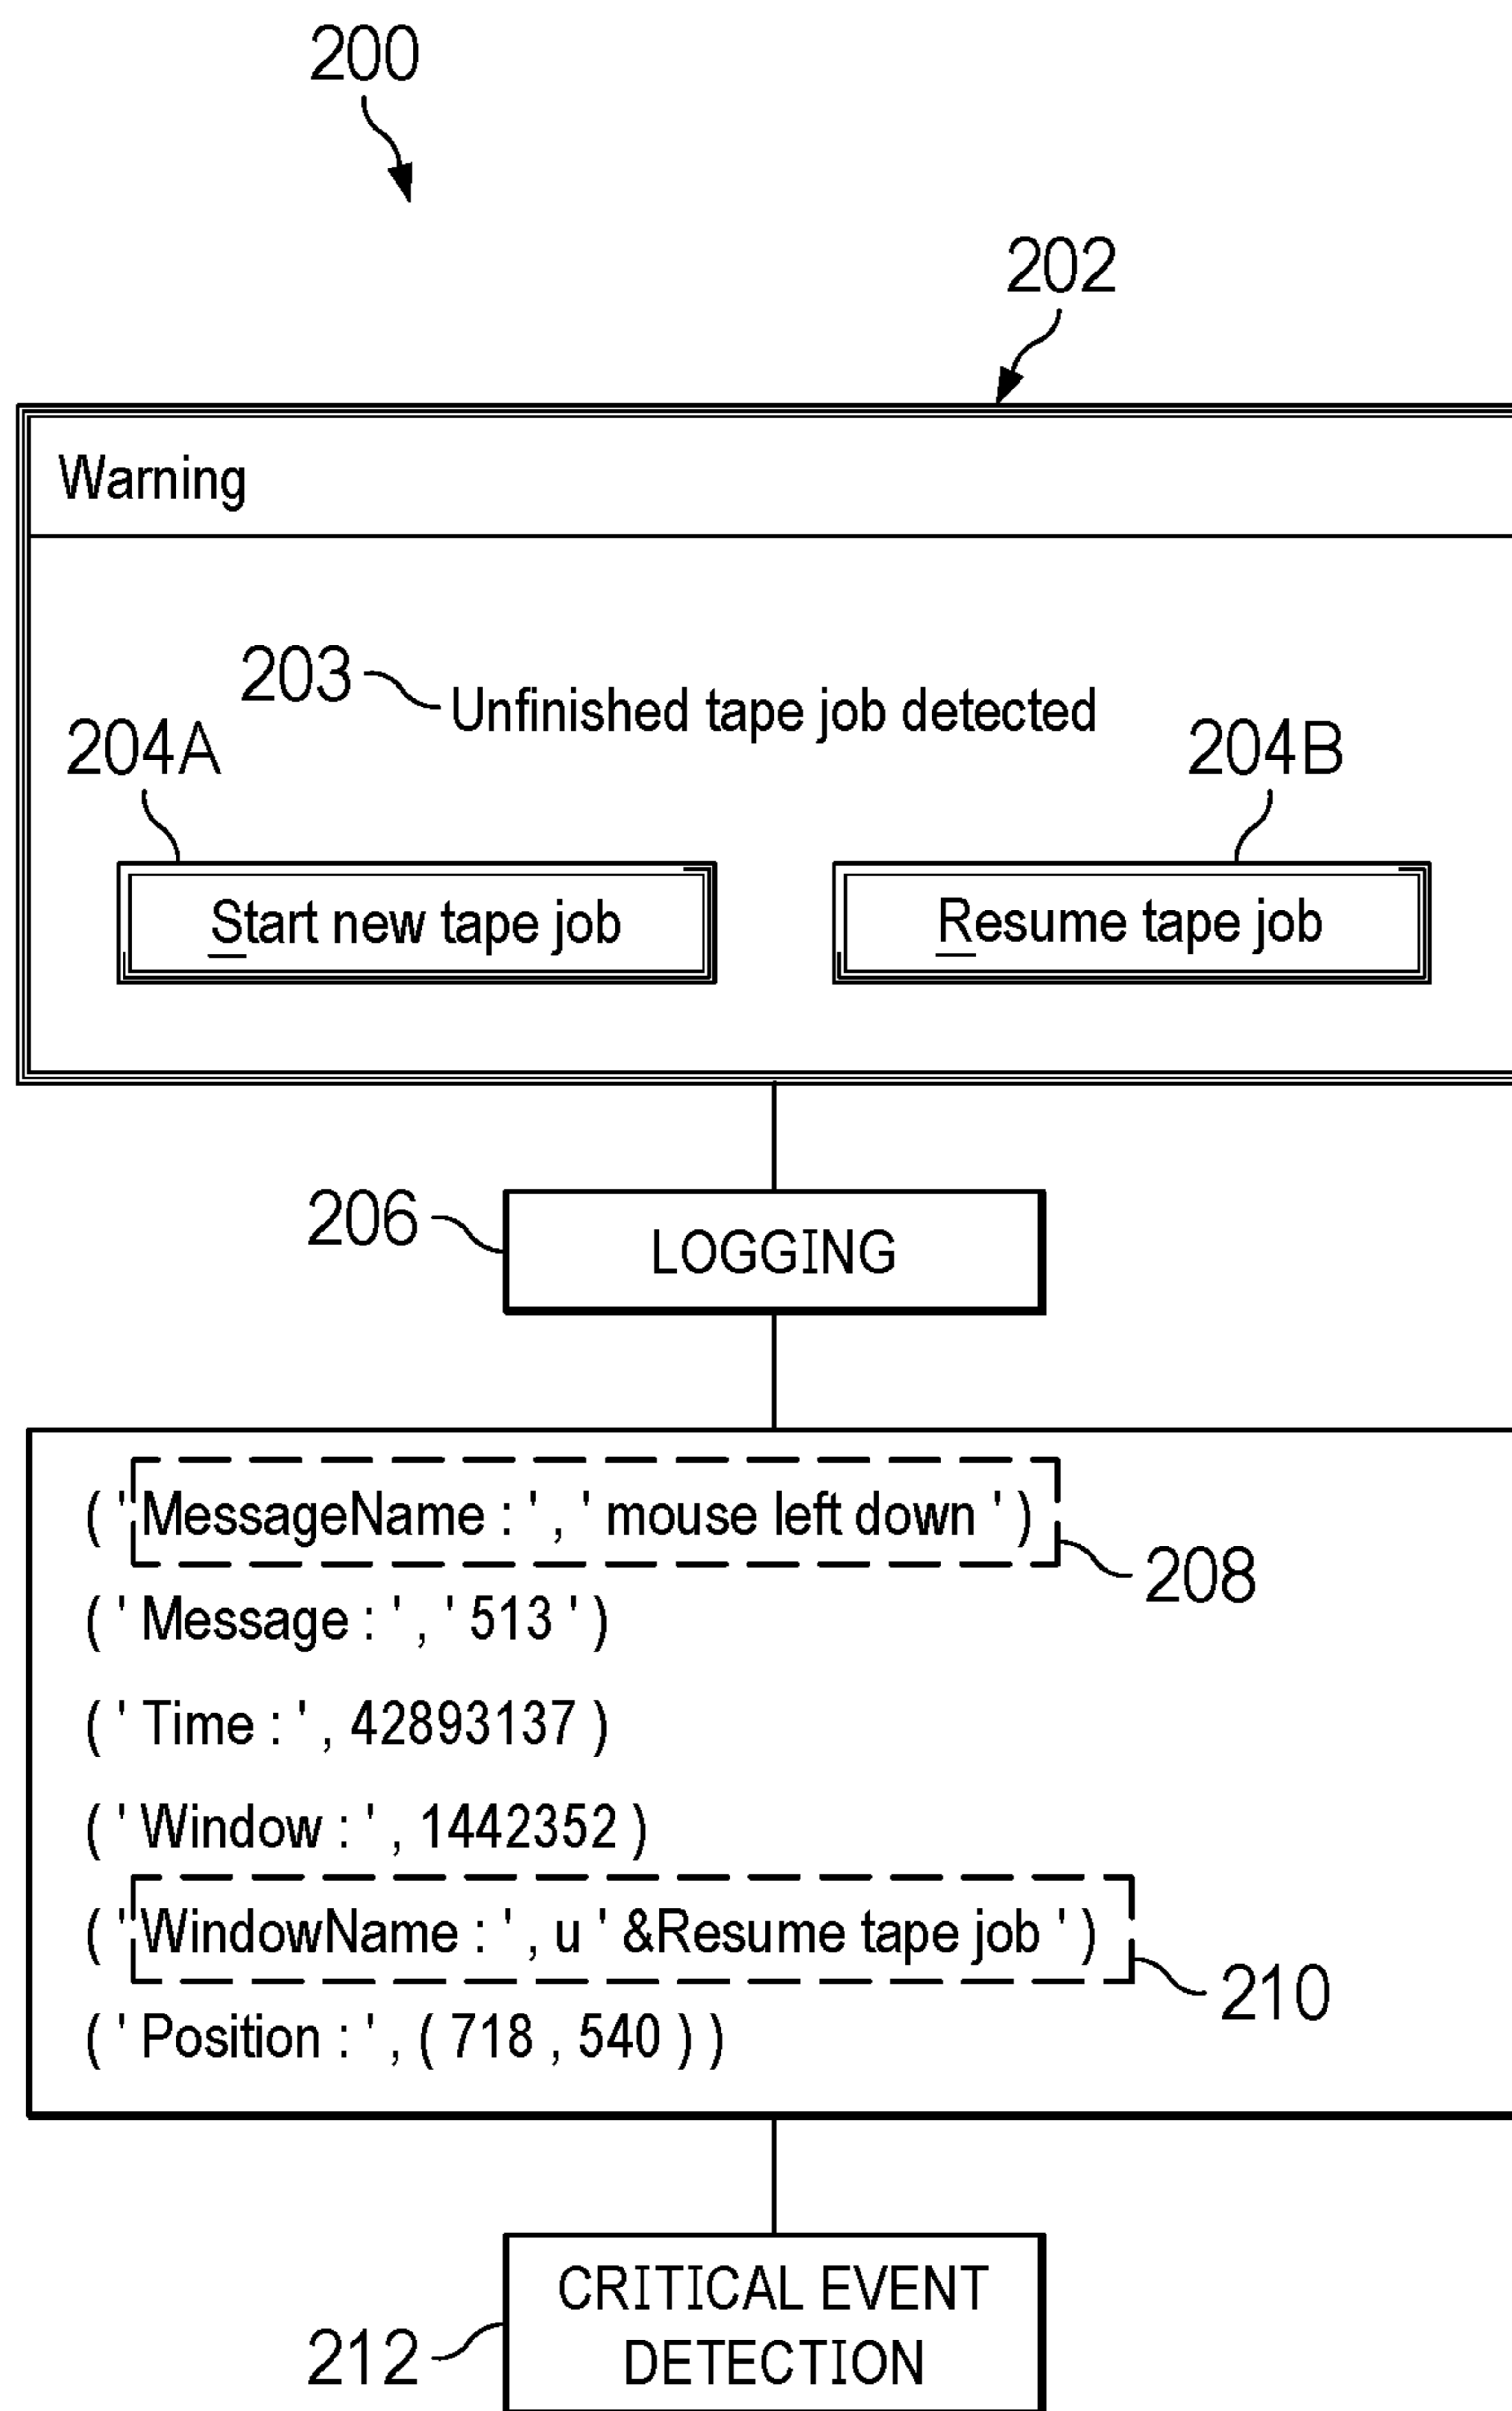 200
202
Warning
203
Unfinished tape job detected
204A
204B
Start new tape job
Resume tape job
206
LOGGING
( ' MessageName : ' , ' mouse left down ' )
208
( ' Message : ' , ' 513 ' )
( ' Time : ' , 42893137 )
( ' Window : ' , 1442352 )
( ' WindowName : ' , u ' &Resume tape job ' )
210
( ' Position : ' , ( 718 , 540 ) )
CRITICAL EVENT
212
DETECTION